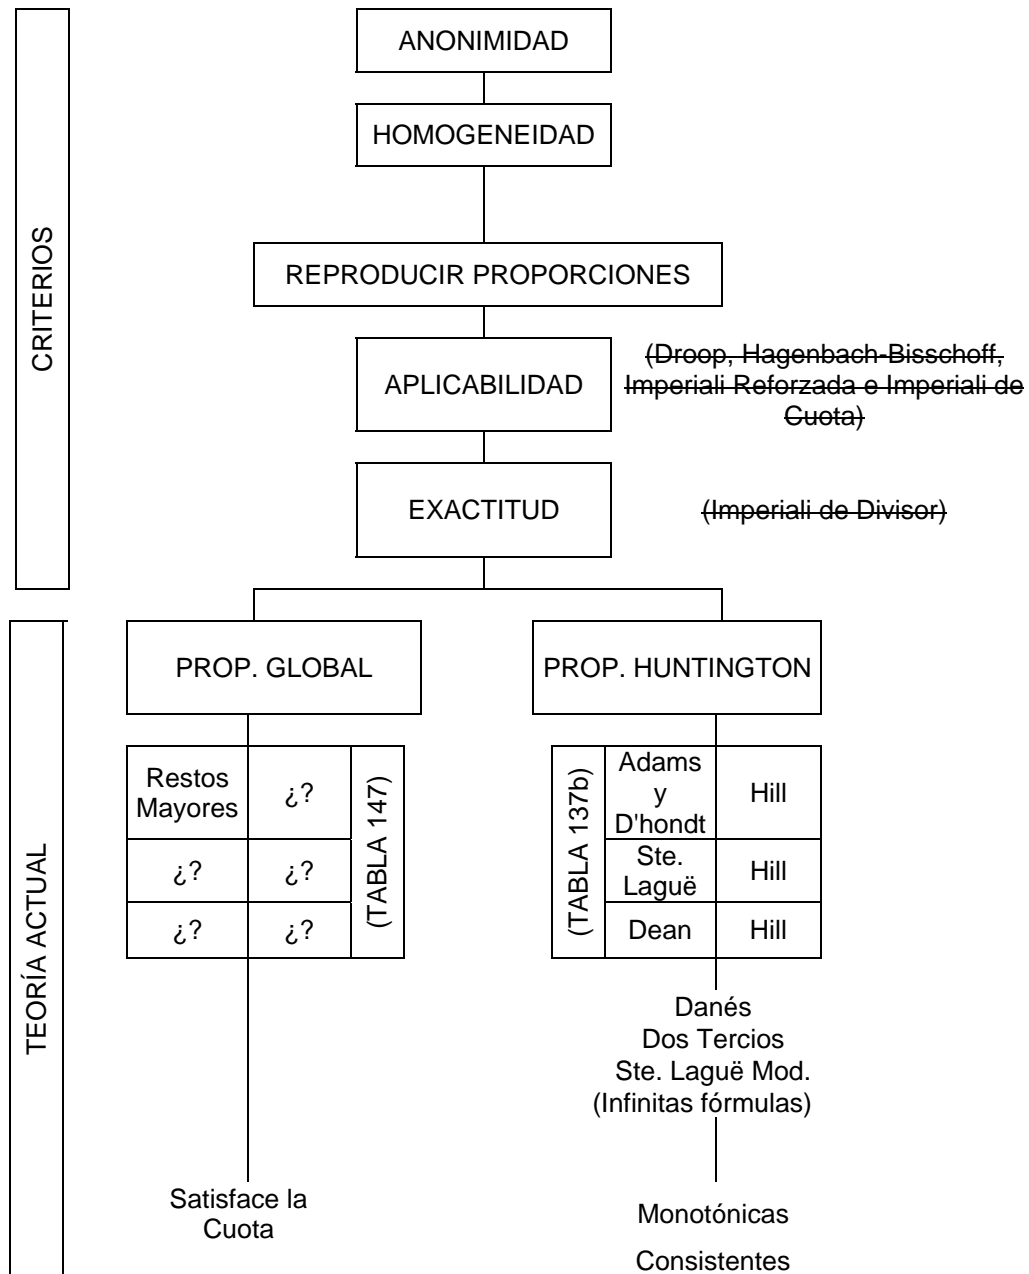 CRITERIOS
ANONIMIDAD
HOMOGENEIDAD
REPRODUCIR PROPORCIONES
APLICABILIDAD
(Droop, Hagenbach-Bisschoff,
Imperiali Reforzada e Imperiali de
Cuota)
EXACTITUD
(Imperiali de Divisor)
TEORÍA ACTUAL
PROP. GLOBAL
Restos
Mayores
¿?
¿?
¿?
¿?
¿?
(TABLA 147)
Satisface la
Cuota
PROP. HUNTINGTON
(TABLA 137b)
Adams
y
D'hondt
Hill
Ste.
Laguë
Hill
Dean
Hill
Danés
Dos Tercios
Ste. Laguë Mod.
(Infinitas fórmulas)
Monotónicas
Consistentes